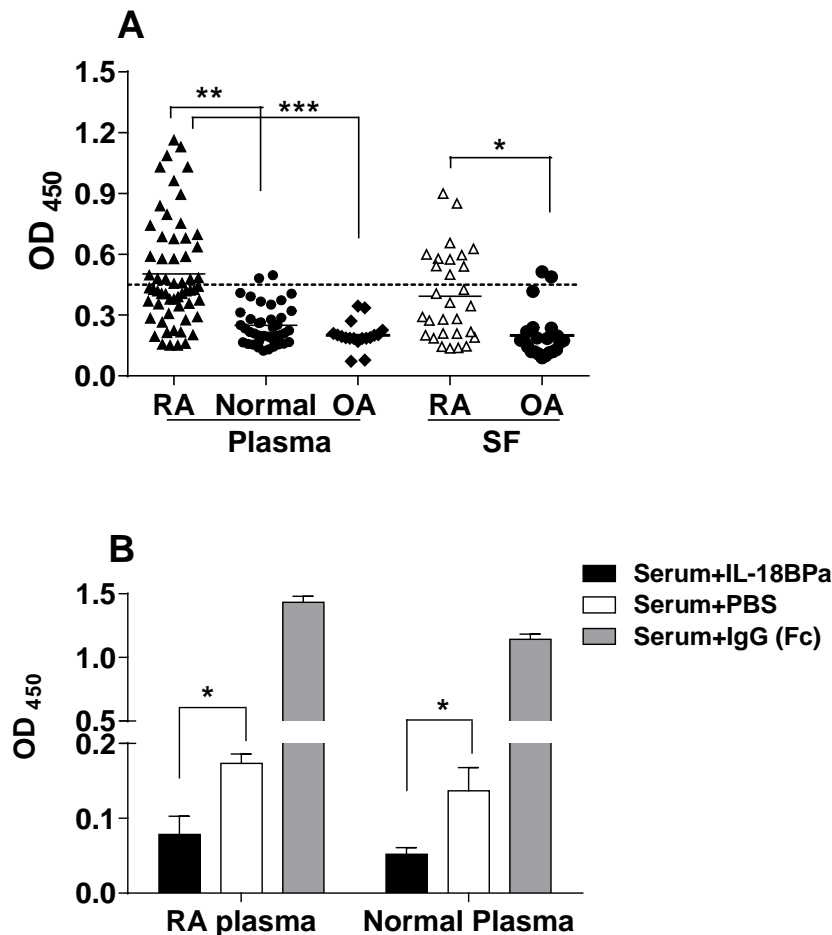 A
1.5
1.2
0.9
0.6
0.3
0.0
OD 450
** *** *
RA Normal OA RA OA
Plasma SF
B
Serum+IL-18BPa
Serum+PBS
Serum+IgG (Fc)
1.5
1.0
0.5
0.2
0.1
0.0
OD 450
* *
RA plasma Normal Plasma